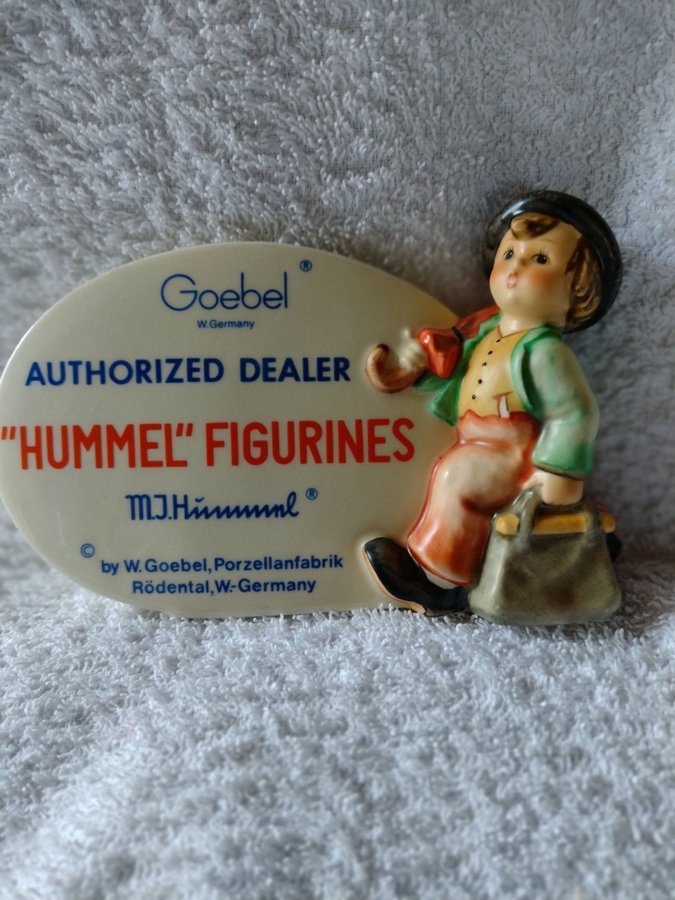 Goebel ®
W. Germany
AUTHORIZED DEALER
"HUMMEL" FIGURINES
M.J.Hummel ®
© by W. Goebel, Porzellanfabrik
Rödental, W.-Germany